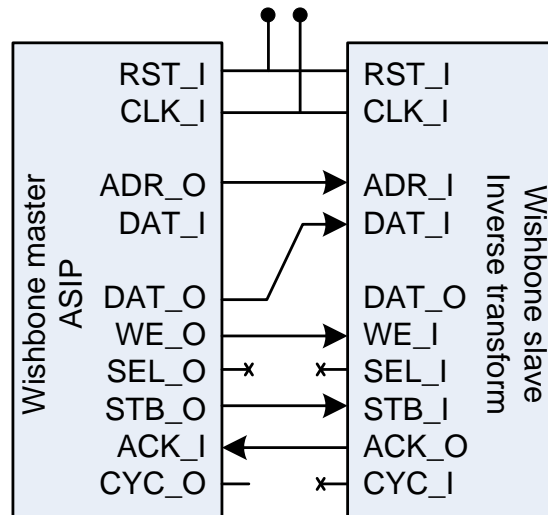 Wishbone master
ASIP
RST_I
CLK_I
ADR_O
DAT_I
DAT_O
WE_O
SEL_O
STB_O
ACK_I
CYC_O
RST_I
CLK_I
ADR_I
DAT_I
DAT_O
WE_I
SEL_I
STB_I
ACK_O
CYC_I
Wishbone slave
Inverse transform